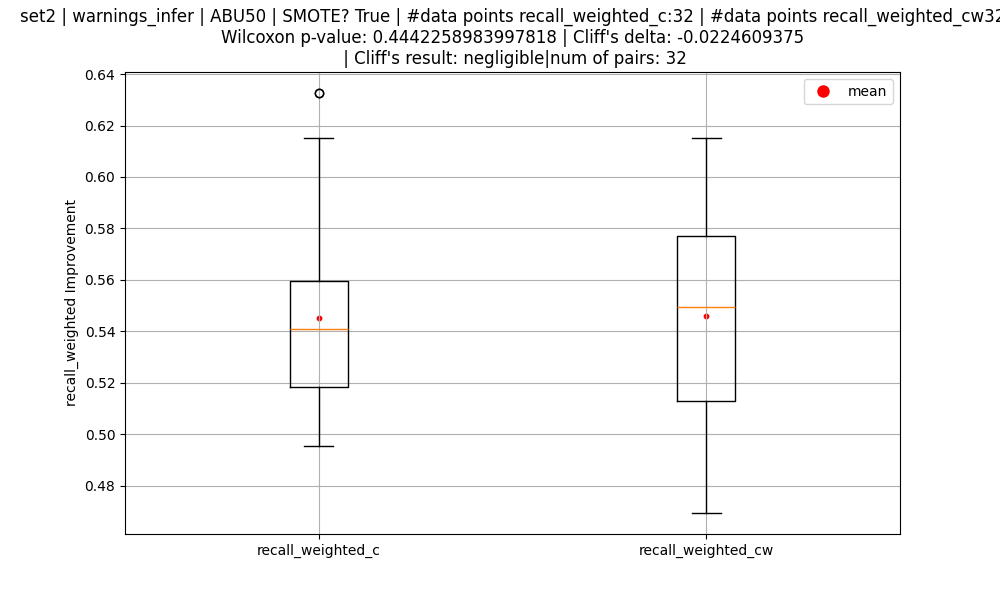 set2 | warnings_infer | ABU50 | SMOTE? True | #data points recall_weighted_c:32 | #data points recall_weighted_cw32
Wilcoxon p-value: 0.4442258983997818 | Cliff's delta: -0.0224609375
| Cliff's result: negligible|num of pairs: 32
mean
0.64
0.62
0.60
0.58
0.56
0.54
0.52
0.50
0.48
recall_weighted Improvement
recall_weighted_c
recall_weighted_cw